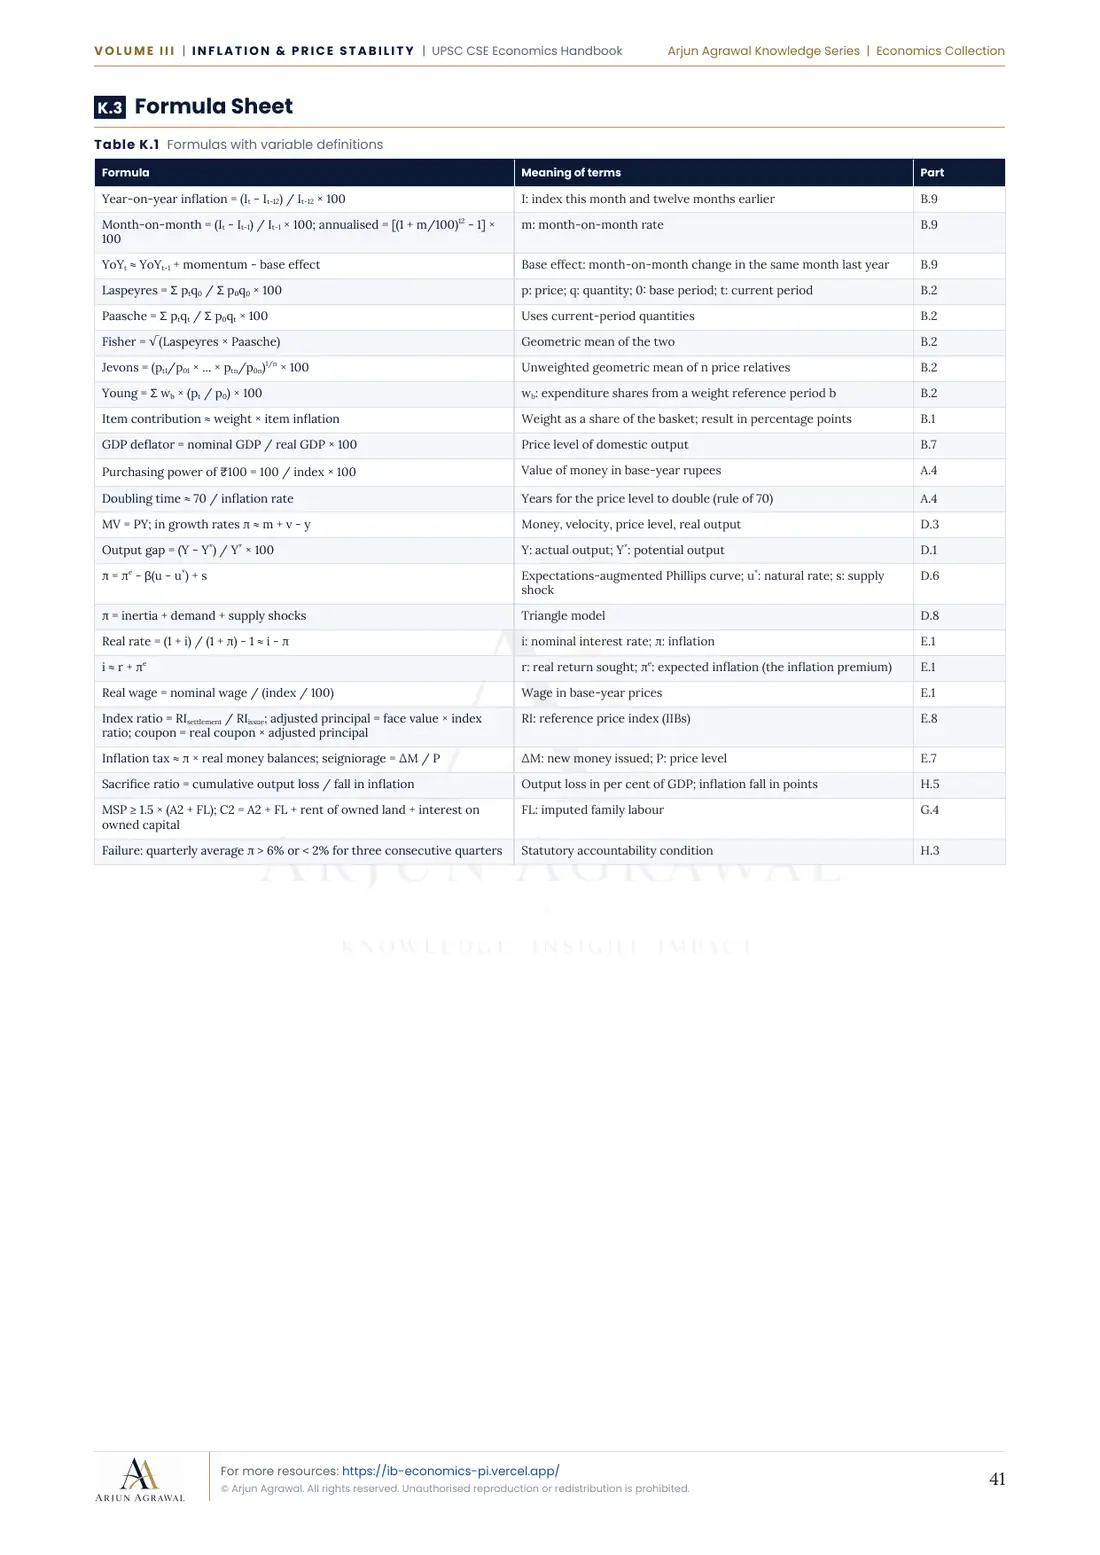 VOLUME III | INFLATION & PRICE STABILITY | UPSC CSE Economics Handbook Arjun Agrawal Knowledge Series | Economics Collection
K.3 Formula Sheet
Table K.1 Formulas with variable definitions
Formula Meaning of terms Part
Year-on-year inflation = (Iₜ − Iₜ₋₁₂) / Iₜ₋₁₂ × 100 I: index this month and twelve months earlier B.9
Month-on-month = (Iₜ − Iₜ₋₁) / Iₜ₋₁ × 100; annualised = [(1 + m/100)¹² − 1] × m: month-on-month rate B.9
100
YoYₜ ≈ YoYₜ₋₁ + momentum − base effect Base effect: month-on-month change in the same month last year B.9
Laspeyres = Σ pₜq₀ / Σ p₀q₀ × 100 p: price; q: quantity; 0: base period; t: current period B.2
Paasche = Σ pₜqₜ / Σ p₀qₜ × 100 Uses current-period quantities B.2
Fisher = √(Laspeyres × Paasche) Geometric mean of the two B.2
Jevons = (pₜ₁/p₀₁ × ... × pₜₙ/p₀ₙ)¹/ⁿ × 100 Unweighted geometric mean of n price relatives B.2
Young = Σ w_b × (pₜ / p₀) × 100 w_b: expenditure shares from a weight reference period b B.2
Item contribution ≈ weight × item inflation Weight as a share of the basket; result in percentage points B.1
GDP deflator = nominal GDP / real GDP × 100 Price level of domestic output B.7
Purchasing power of ₹100 = 100 / index × 100 Value of money in base-year rupees A.4
Doubling time ≈ 70 / inflation rate Years for the price level to double (rule of 70) A.4
MV = PY; in growth rates π ≈ m + v − y Money, velocity, price level, real output D.3
Output gap = (Y − Y*) / Y* × 100 Y: actual output; Y*: potential output D.1
π = πᵉ − β(u − u*) + s Expectations-augmented Phillips curve; u*: natural rate; s: supply D.6
shock
π = inertia + demand + supply shocks Triangle model D.8
Real rate = (1 + i) / (1 + π) − 1 ≈ i − π i: nominal interest rate; π: inflation E.1
i ≈ r + πᵉ r: real return sought; πᵉ: expected inflation (the inflation premium) E.1
Real wage = nominal wage / (index / 100) Wage in base-year prices E.1
Index ratio = RI_settlement / RI_issue; adjusted principal = face value × index RI: reference price index (IIBs) E.8
ratio; coupon = real coupon × adjusted principal
Inflation tax ≈ π × real money balances; seigniorage = ΔM / P ΔM: new money issued; P: price level E.7
Sacrifice ratio = cumulative output loss / fall in inflation Output loss in per cent of GDP; inflation fall in points H.5
MSP ≥ 1.5 × (A2 + FL); C2 = A2 + FL + rent of owned land + interest on FL: imputed family labour G.4
owned capital
Failure: quarterly average π > 6% or < 2% for three consecutive quarters Statutory accountability condition H.3
ARJUN AGRAWAL
KNOWLEDGE INSIGHT IMPACT
For more resources: https://ib-economics-pi.vercel.app/
© Arjun Agrawal. All rights reserved. Unauthorised reproduction or redistribution is prohibited.
ARJUN AGRAWAL
41